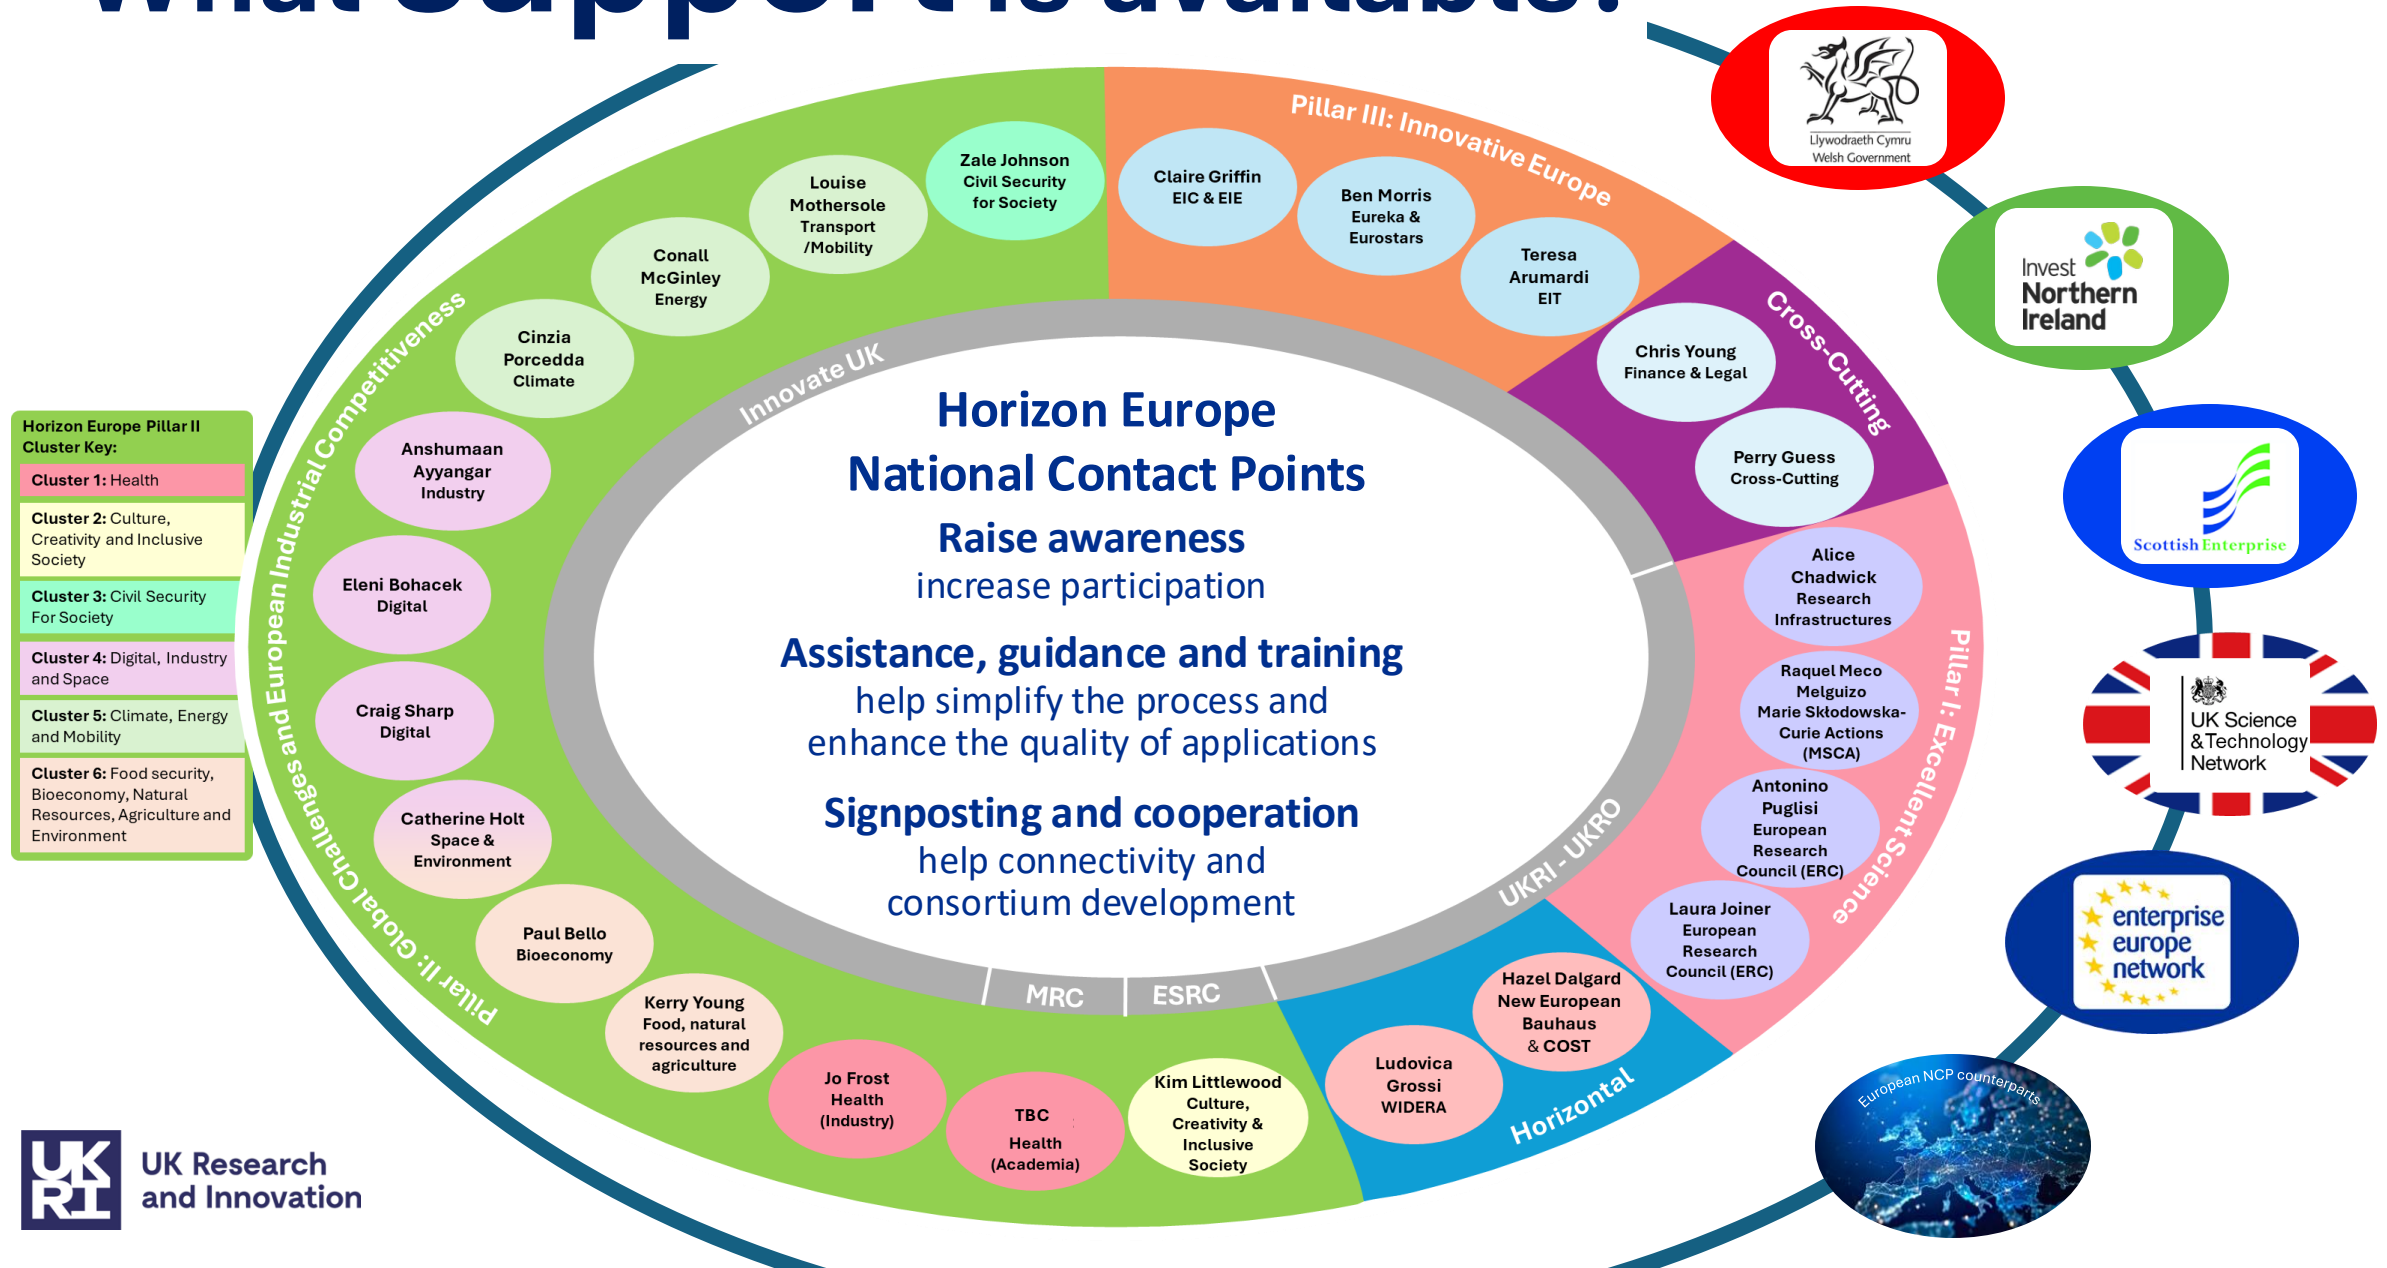 What support is available?
Pillar III: Innovative Europe
Claire Griffin
EIC & EIE
Ben Morris
Eureka &
Eurostars
Teresa
Arumardi
EIT
Cross-Cutting
Chris Young
Finance & Legal
Perry Guess
Cross-Cutting
Pillar I: Excellent Science
Alice
Chadwick
Research
Infrastructures
Raquel Meco
Melguizo
Marie Skłodowska-
Curie Actions
(MSCA)
Antonino
Puglisi
European
Research
Council (ERC)
Laura Joiner
European
Research
Council (ERC)
Horizontal
Hazel Dalgard
New European
Bauhaus
& COST
Ludovica
Grossi
WIDERA
Pillar II: Global Challenges and European Industrial Competitiveness
Kim Littlewood
Culture,
Creativity &
Inclusive
Society
TBC
Health
(Academia)
Jo Frost
Health
(Industry)
Kerry Young
Food, natural
resources and
agriculture
Paul Bello
Bioeconomy
Catherine Holt
Space &
Environment
Craig Sharp
Digital
Eleni Bohacek
Digital
Anshumaan
Ayyangar
Industry
Cinzia
Porcedda
Climate
Conall
McGinley
Energy
Louise
Mothersole
Transport
/Mobility
Zale Johnson
Civil Security
for Society
Innovate UK
MRC
ESRC
UKRI - UKRO
Horizon Europe
National Contact Points
Raise awareness
increase participation
Assistance, guidance and training
help simplify the process and
enhance the quality of applications
Signposting and cooperation
help connectivity and
consortium development
Horizon Europe Pillar II
Cluster Key:
Cluster 1: Health
Cluster 2: Culture,
Creativity and Inclusive
Society
Cluster 3: Civil Security
For Society
Cluster 4: Digital, Industry
and Space
Cluster 5: Climate, Energy
and Mobility
Cluster 6: Food security,
Bioeconomy, Natural
Resources, Agriculture and
Environment
Llywodraeth Cymru
Welsh Government
Invest
Northern
Ireland
Scottish Enterprise
UK Science
& Technology
Network
enterprise
europe
network
European NCP counterparts
UK
RI
UK Research
and Innovation